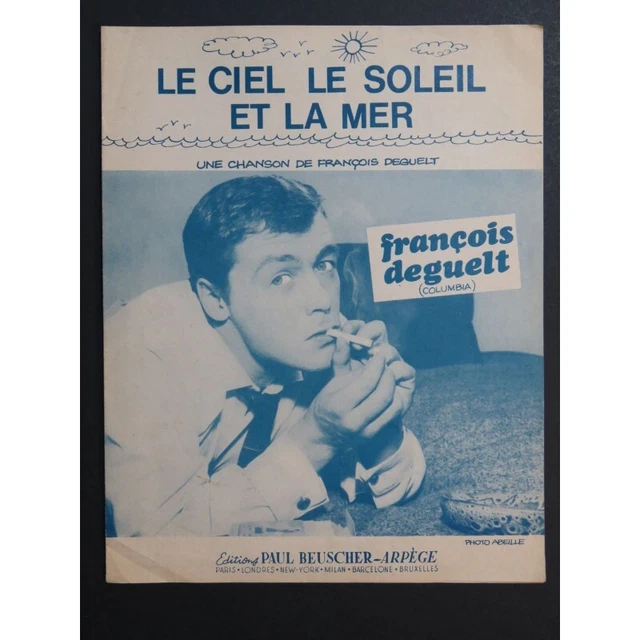 LE CIEL LE SOLEIL
ET LA MER
UNE CHANSON DE FRANÇOIS DEGUELT
françois
deguelt
(COLUMBIA)
PHOTO ABEILLE
Editions PAUL BEUSCHER-ARPÈGE
PARIS • LONDRES • NEW-YORK • MILAN • BARCELONE • BRUXELLES